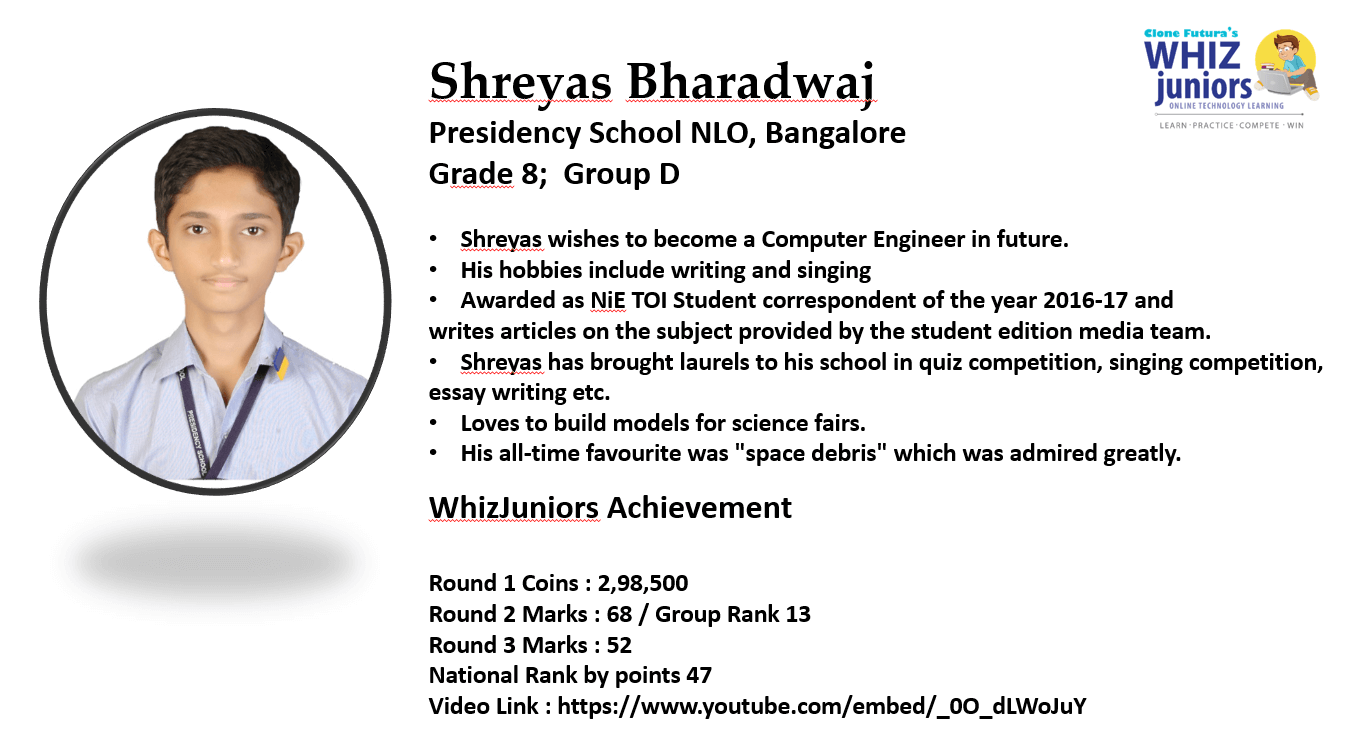 Clone Futura's
WHIZ
juniors
ONLINE TECHNOLOGY LEARNING
LEARN · PRACTICE · COMPETE · WIN
Shreyas Bharadwaj
Presidency School NLO, Bangalore
Grade 8;  Group D
• Shreyas wishes to become a Computer Engineer in future.
• His hobbies include writing and singing
• Awarded as NiE TOI Student correspondent of the year 2016-17 and
writes articles on the subject provided by the student edition media team.
• Shreyas has brought laurels to his school in quiz competition, singing competition,
essay writing etc.
• Loves to build models for science fairs.
• His all-time favourite was "space debris" which was admired greatly.
WhizJuniors Achievement
Round 1 Coins : 2,98,500
Round 2 Marks : 68 / Group Rank 13
Round 3 Marks : 52
National Rank by points 47
Video Link : https://www.youtube.com/embed/_0O_dLWoJuY
PRESIDENCY SCHOOL